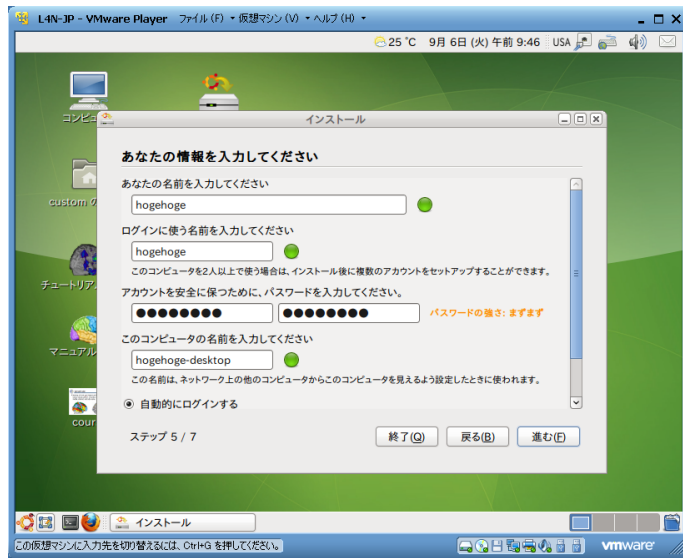 L4N-JP - VMware Player ファイル(F) 仮想マシン(V) ヘルプ(H)
25 °C 9月 6日 (火) 午前 9:46 USA
コンピ
インストール
あなたの情報を入力してください
あなたの名前を入力してください
hogehoge
custom の
ログインに使う名前を入力してください
hogehoge
このコンピュータを2人以上で使う場合は、インストール後に複数のアカウントをセットアップすることができます。
チュートリア
アカウントを安全に保つために、パスワードを入力してください。
●●●●●●●● ●●●●●●●● パスワードの強さ: まずまず
このコンピュータの名前を入力してください
マニュアル
hogehoge-desktop
この名前は、ネットワーク上の他のコンピュータからこのコンピュータを見えるよう設定したときに使われます。
自動的にログインする
cour
ステップ 5 / 7 終了(Q) 戻る(B) 進む(F)
インストール
この仮想マシンに入力先を切り替えるには、Ctrl+G を押してください。 vmware